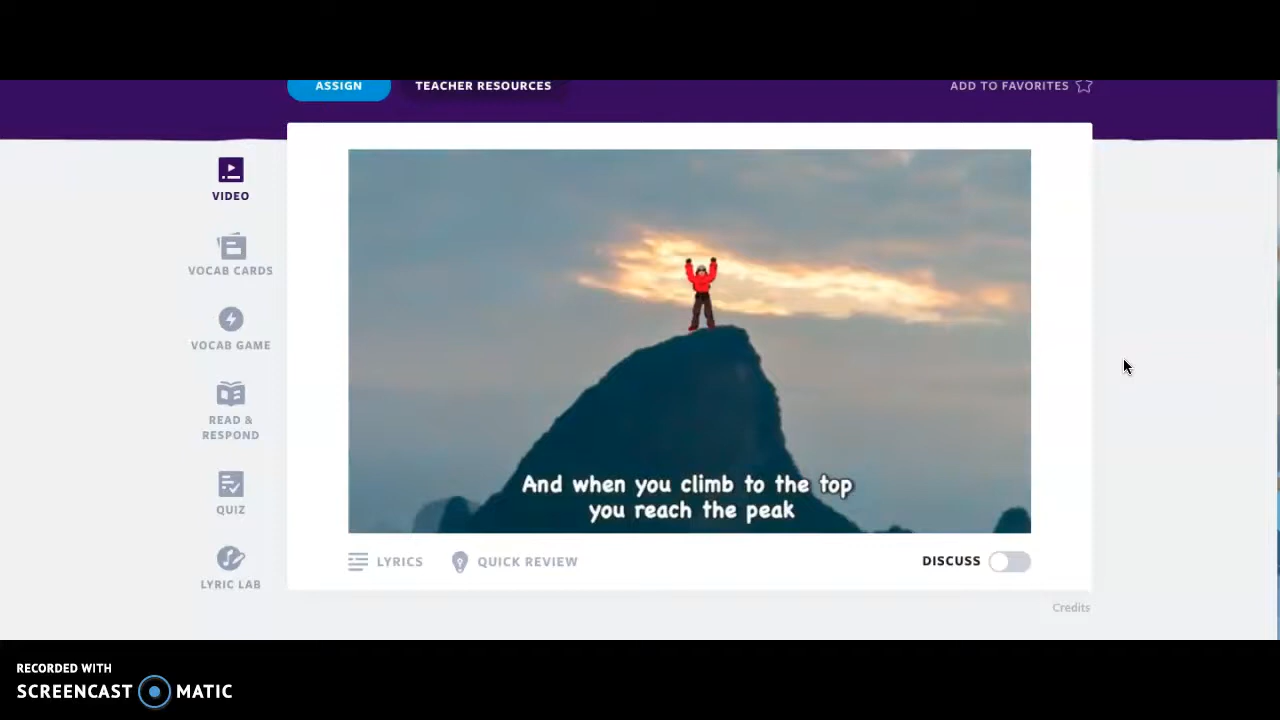 ASSIGN
TEACHER RESOURCES
ADD TO FAVORITES
VIDEO
VOCAB CARDS
VOCAB GAME
READ &
RESPOND
QUIZ
LYRIC LAB
And when you climb to the top
you reach the peak
LYRICS
QUICK REVIEW
DISCUSS
Credits
RECORDED WITH
SCREENCAST MATIC